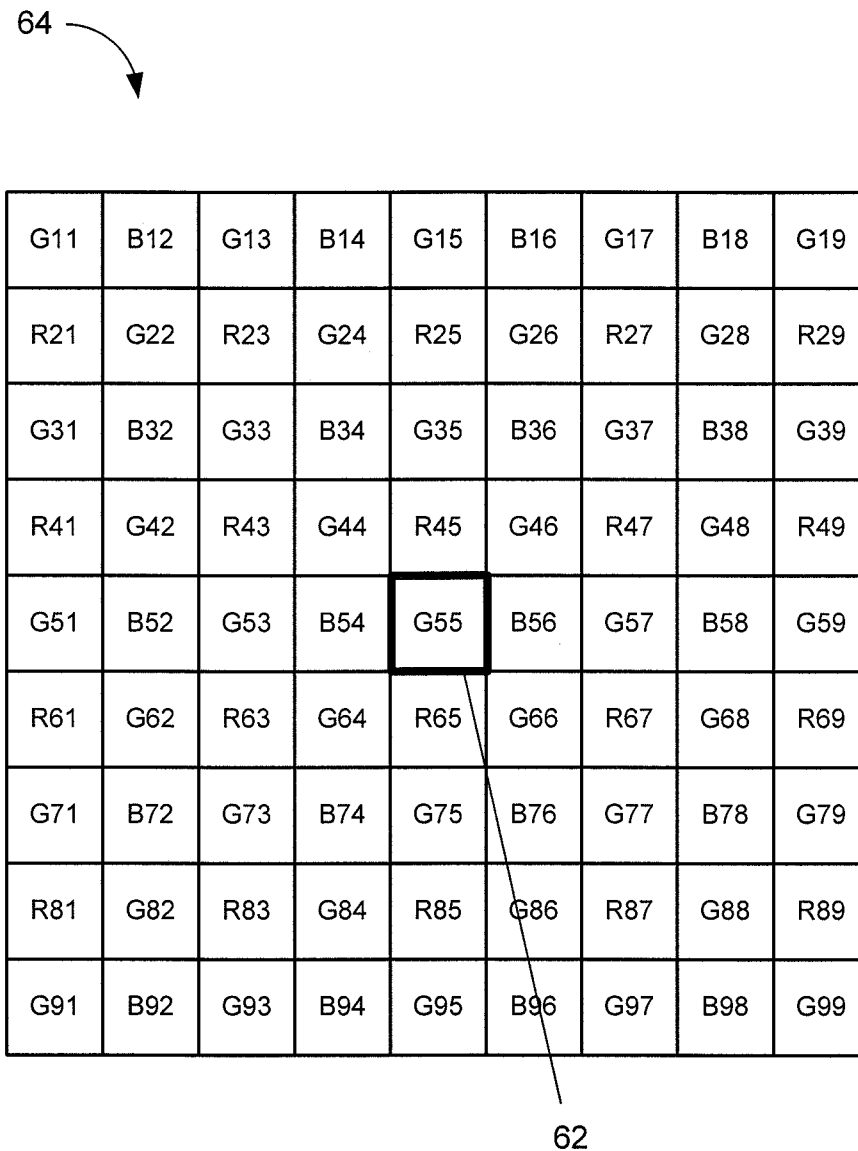 64
G11 B12 G13 B14 G15 B16 G17 B18 G19
R21 G22 R23 G24 R25 G26 R27 G28 R29
G31 B32 G33 B34 G35 B36 G37 B38 G39
R41 G42 R43 G44 R45 G46 R47 G48 R49
G51 B52 G53 B54 G55 B56 G57 B58 G59
R61 G62 R63 G64 R65 G66 R67 G68 R69
G71 B72 G73 B74 G75 B76 G77 B78 G79
R81 G82 R83 G84 R85 G86 R87 G88 R89
G91 B92 G93 B94 G95 B96 G97 B98 G99
62